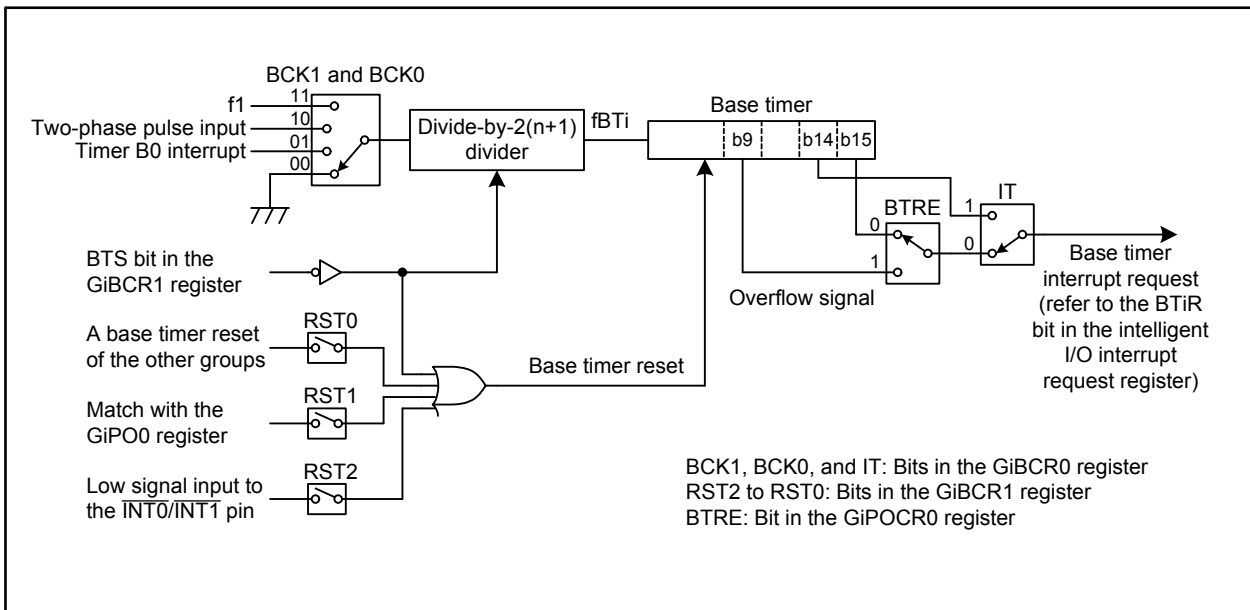 BCK1 and BCK0
f1
11
Two-phase pulse input
10
Timer B0 interrupt
01
00
Divide-by-2(n+1)
divider
fBTi
Base timer
b9
b14
b15
BTRE
0
1
IT
1
0
Overflow signal
Base timer
interrupt request
(refer to the BTiR
bit in the intelligent
I/O interrupt
request register)
BTS bit in the
GiBCR1 register
A base timer reset
of the other groups
RST0
Match with the
GiPO0 register
RST1
Low signal input to
the INT0/INT1 pin
RST2
Base timer reset
BCK1, BCK0, and IT: Bits in the GiBCR0 register
RST2 to RST0: Bits in the GiBCR1 register
BTRE: Bit in the GiPOCR0 register